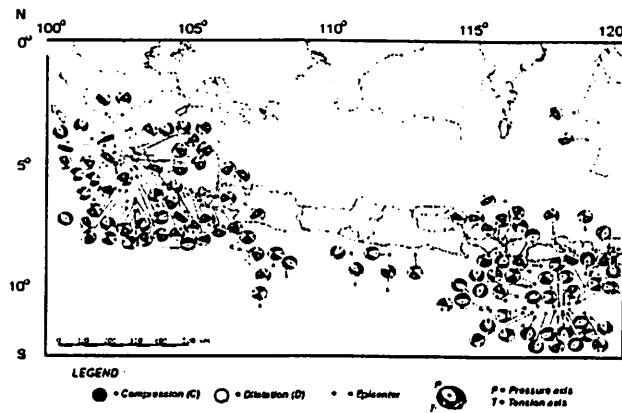 N
100° 105° 110° 115° 120
0°
5°
10°
S
LEGEND
• Compression (C) • Dilatation (D) • Epicenter P = Pressure axis
T = Tension axis